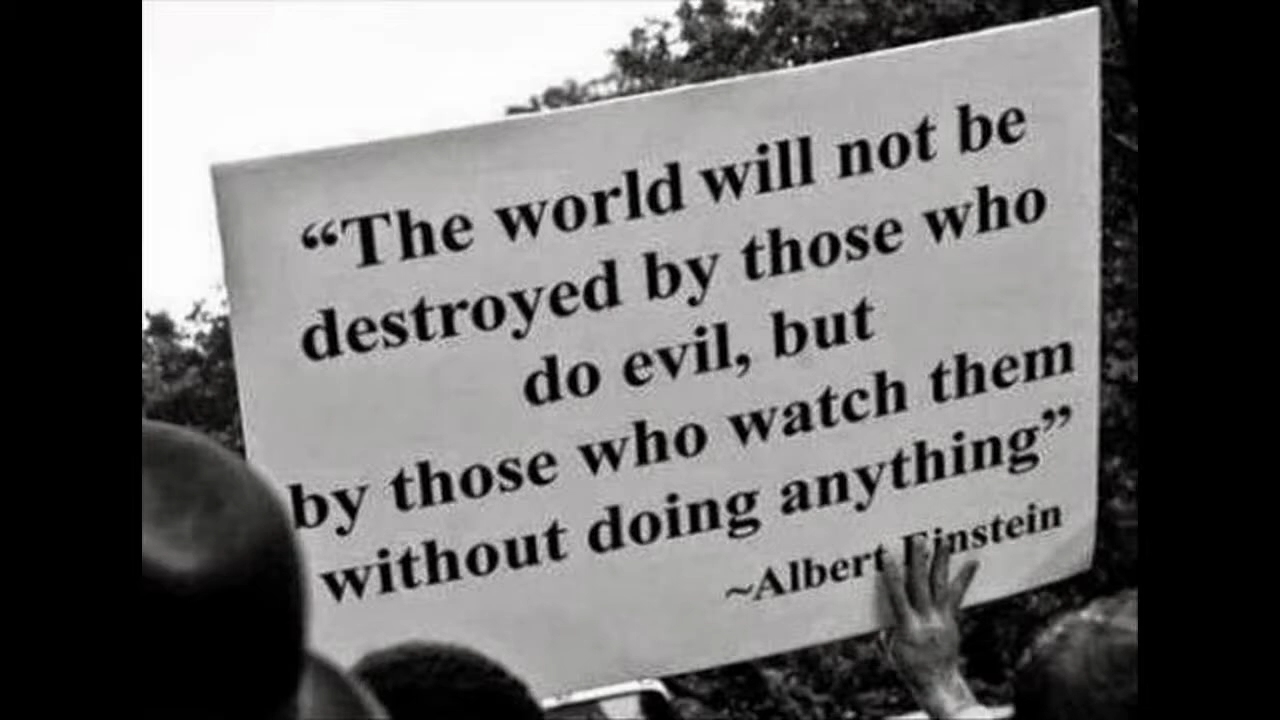 “The world will not be
destroyed by those who
do evil, but
by those who watch them
without doing anything”
~Albert Einstein